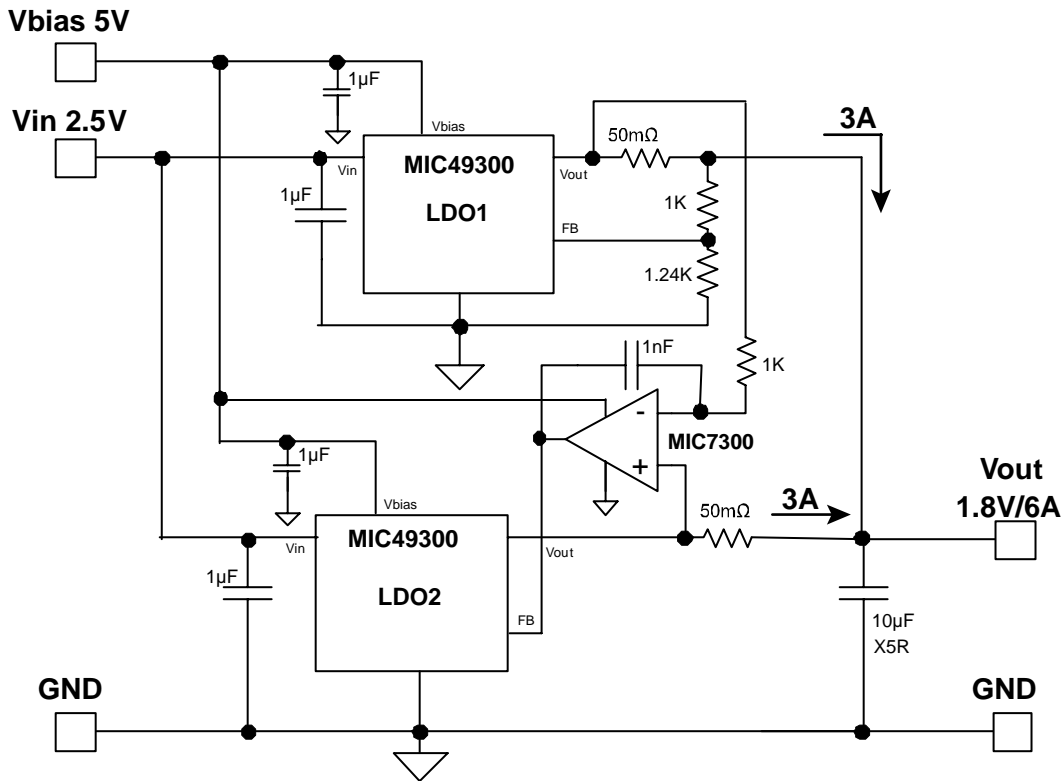 Vbias 5V
1µF
Vin 2.5V
Vbias
50mΩ
3A
MIC49300
Vin
Vout
1µF
1K
LDO1
FB
1.24K
1nF
1K
-
MIC7300
+
1µF
Vbias
50mΩ
3A
Vout
1.8V/6A
MIC49300
Vin
Vout
1µF
LDO2
FB
10µF
X5R
GND
GND